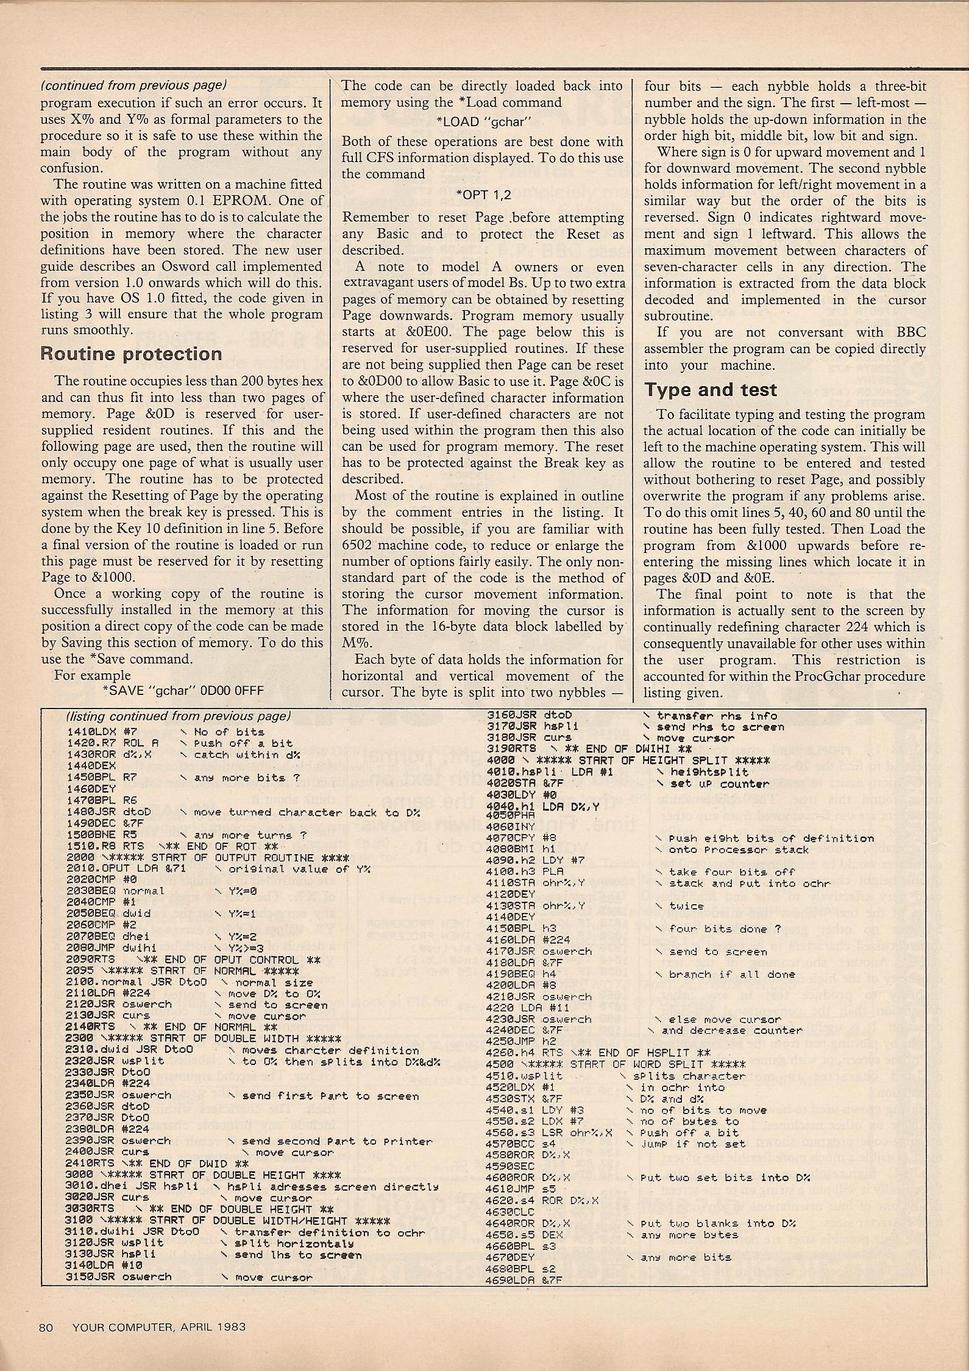 (continued from previous page)
program execution if such an error occurs. It
uses X% and Y% as formal parameters to the
procedure so it is safe to use these within the
main body of the program without any
confusion.
The routine was written on a machine fitted
with operating system 0.1 EPROM. One of
the jobs the routine has to do is to calculate the
position in memory where the character
definitions have been stored. The new user
guide describes an Osword call implemented
from version 1.0 onwards which will do this.
If you have OS 1.0 fitted, the code given in
listing 3 will ensure that the whole program
runs smoothly.
Routine protection
The routine occupies less than 200 bytes hex
and can thus fit into less than two pages of
memory. Page &0D is reserved for user-
supplied resident routines. If this and the
following page are used, then the routine will
only occupy one page of what is usually user
memory. The routine has to be protected
against the Resetting of Page by the operating
system when the break key is pressed. This is
done by the Key 10 definition in line 5. Before
a final version of the routine is loaded or run
this page must be reserved for it by resetting
Page to &1000.
Once a working copy of the routine is
successfully installed in the memory at this
position a direct copy of the code can be made
by Saving this section of memory. To do this
use the *Save command.
For example
*SAVE "gchar" 0D00 0FFF
The code can be directly loaded back into
memory using the *Load command
*LOAD "gchar"
Both of these operations are best done with
full CFS information displayed. To do this use
the command
*OPT 1,2
Remember to reset Page before attempting
any Basic and to protect the Reset as
described.
A note to model A owners or even
extravagant users of model Bs. Up to two extra
pages of memory can be obtained by resetting
Page downwards. Program memory usually
starts at &0E00. The page below this is
reserved for user-supplied routines. If these
are not being supplied then Page can be reset
to &0D00 to allow Basic to use it. Page &0C is
where the user-defined character information
is stored. If user-defined characters are not
being used within the program then this also
can be used for program memory. The reset
has to be protected against the Break key as
described.
Most of the routine is explained in outline
by the comment entries in the listing. It
should be possible, if you are familiar with
6502 machine code, to reduce or enlarge the
number of options fairly easily. The only non-
standard part of the code is the method of
storing the cursor movement information.
The information for moving the cursor is
stored in the 16-byte data block labelled by
M%.
Each byte of data holds the information for
horizontal and vertical movement of the
cursor. The byte is split into two nybbles —
four bits — each nybble holds a three-bit
number and the sign. The first — left-most —
nybble holds the up-down information in the
order high bit, middle bit, low bit and sign.
Where sign is 0 for upward movement and 1
for downward movement. The second nybble
holds information for left/right movement in a
similar way but the order of the bits is
reversed. Sign 0 indicates rightward move-
ment and sign 1 leftward. This allows the
maximum movement between characters of
seven-character cells in any direction. The
information is extracted from the data block
decoded and implemented in the cursor
subroutine.
If you are not conversant with BBC
assembler the program can be copied directly
into your machine.
Type and test
To facilitate typing and testing the program
the actual location of the code can initially be
left to the machine operating system. This will
allow the routine to be entered and tested
without bothering to reset Page, and possibly
overwrite the program if any problems arise.
To do this omit lines 5, 40, 60 and 80 until the
routine has been fully tested. Then Load the
program from &1000 upwards before re-
entering the missing lines which locate it in
pages &0D and &0E.
The final point to note is that the
information is actually sent to the screen by
continually redefining character 224 which is
consequently unavailable for other uses within
the user program. This restriction is
accounted for within the ProcGchar procedure
listing given.
(listing continued from previous page)
1410LDX #7 \ No of bits
1420.R7 ROL A \ Push off a bit
1430ROR d%,X \ catch within d%
1440DEX
1450BPL R7 \ any more bits ?
1460DEY
1470BPL R6
1480JSR dtoD \ move turned character back to D%
1490DEC &7F
1500BNE R5 \ any more turns ?
1510.R8 RTS \** END OF ROT **
2000 \***** START OF OUTPUT ROUTINE ****
2010.OPUT LDA &71 \ original value of Y%
2020CMP #0
2030BEQ normal \ Y%=0
2040CMP #1
2050BEQ dwid \ Y%=1
2060CMP #2
2070BEQ dhei \ Y%=2
2080JMP dwihi \ Y%>=3
2090RTS \** END OF OPUT CONTROL **
2095 \***** START OF NORMAL *****
2100.normal JSR DtoO \ normal size
2110LDA #224 \ move D% to O%
2120JSR oswerch \ send to screen
2130JSR curs \ move cursor
2140RTS \ ** END OF NORMAL **
2300 \***** START OF DOUBLE WIDTH *****
2310.dwid JSR DtoO \ moves charcter definition
2320JSR wsplit \ to O% then splits into D%&d%
2330JSR DtoO
2340LDA #224
2350JSR oswerch \ send first Part to screen
2360JSR dtoD
2370JSR DtoO
2380LDA #224
2390JSR oswerch \ send second Part to Printer
2400JSR curs \ move cursor
2410RTS \** END OF DWID **
3000 \***** START OF DOUBLE HEIGHT ****
3010.dhei JSR hsPli \ hsPli adresses screen directly
3020JSR curs \ move cursor
3030RTS \ ** END OF DOUBLE HEIGHT **
3100 \***** START OF DOUBLE WIDTH/HEIGHT *****
3110.dwihi JSR DtoO \ transfer definition to ochr
3120JSR wsPlit \ sPlit horizontaly
3130JSR hsPli \ send lhs to screen
3140LDA #10
3150JSR oswerch \ move cursor
3160JSR dtoD \ transfer rhs info
3170JSR hsPli \ send rhs to screen
3180JSR curs \ move cursor
3190RTS \ ** END OF DWIHI **
4000 \ ***** START OF HEIGHT SPLIT *****
4010.hsPli LDA #1 \ heightsPlit
4020STA &7F \ set uP counter
4030LDY #0
4040.h1 LDA D%,Y
4050PHA
4060INY
4070CPY #8 \ Push eight bits of definition
4080BMI h1 \ onto Processor stack
4090.h2 LDY #7
4100.h3 PLA \ take four bits off
4110STA ohr%,Y \ stack and Put into ochr
4120DEY
4130STA ohr%,Y \ twice
4140DEY
4150BPL h3 \ four bits done ?
4160LDA #224
4170JSR oswerch \ send to screen
4180LDA &7F
4190BEQ h4 \ branch if all done
4200LDA #8
4210JSR oswerch
4220 LDA #11
4230JSR oswerch \ else move cursor
4240DEC &7F \ and decrease counter
4250JMP h2
4260.h4 RTS \** END OF HSPLIT **
4500 \***** START OF WORD SPLIT *****
4510.wsPlit \ sPlits character
4520LDX #1 \ in ochr into
4530STX &7F \ D% and d%
4540.s1 LDY #3 \ no of bits to move
4550.s2 LDX #7 \ no of bytes to
4560.s3 LSR ohr%,X \ Push off a bit
4570BCC s4 \ JumP if not set
4580ROR D%,X
4590SEC
4600ROR D%,X \ Put two set bits into D%
4610JMP s5
4620.s4 ROR D%,X
4630CLC
4640ROR D%,X \ Put two blanks into D%
4650.s5 DEX \ any more bytes
4660BPL s3
4670DEY \ any more bits
4680BPL s2
4690LDA &7F
80 YOUR COMPUTER, APRIL 1983